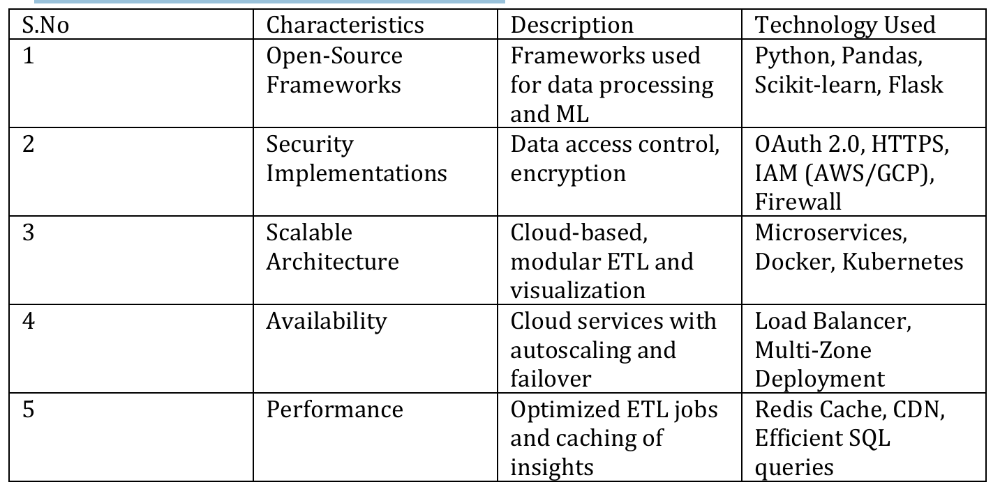 S.No Characteristics Description Technology Used
1 Open-Source Frameworks used Python, Pandas,
Frameworks for data processing Scikit-learn, Flask
and ML
2 Security Data access control, OAuth 2.0, HTTPS,
Implementations encryption IAM (AWS/GCP),
Firewall
3 Scalable Cloud-based, Microservices,
Architecture modular ETL and Docker, Kubernetes
visualization
4 Availability Cloud services with Load Balancer,
autoscaling and Multi-Zone
failover Deployment
5 Performance Optimized ETL jobs Redis Cache, CDN,
and caching of Efficient SQL
insights queries